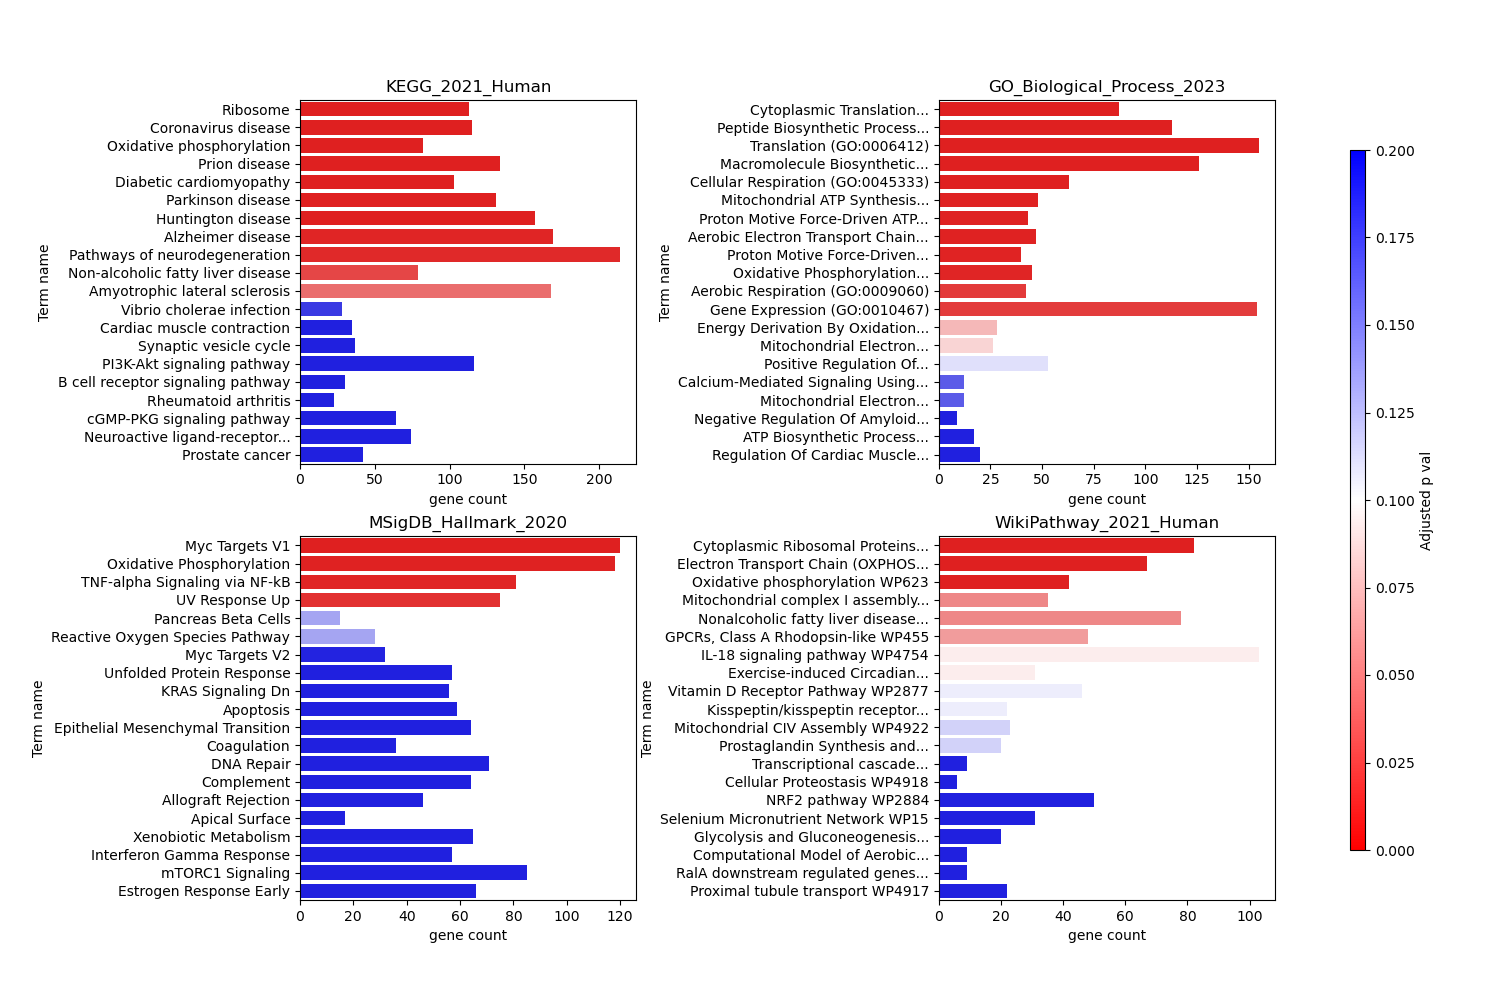 KEGG_2021_Human
Term name
Ribosome
Coronavirus disease
Oxidative phosphorylation
Prion disease
Diabetic cardiomyopathy
Parkinson disease
Huntington disease
Alzheimer disease
Pathways of neurodegeneration
Non-alcoholic fatty liver disease
Amyotrophic lateral sclerosis
Vibrio cholerae infection
Cardiac muscle contraction
Synaptic vesicle cycle
PI3K-Akt signaling pathway
B cell receptor signaling pathway
Rheumatoid arthritis
cGMP-PKG signaling pathway
Neuroactive ligand-receptor...
Prostate cancer
0 50 100 150 200
gene count
GO_Biological_Process_2023
Term name
Cytoplasmic Translation...
Peptide Biosynthetic Process...
Translation (GO:0006412)
Macromolecule Biosynthetic...
Cellular Respiration (GO:0045333)
Mitochondrial ATP Synthesis...
Proton Motive Force-Driven ATP...
Aerobic Electron Transport Chain...
Proton Motive Force-Driven...
Oxidative Phosphorylation...
Aerobic Respiration (GO:0009060)
Gene Expression (GO:0010467)
Energy Derivation By Oxidation...
Mitochondrial Electron...
Positive Regulation Of...
Calcium-Mediated Signaling Using...
Mitochondrial Electron...
Negative Regulation Of Amyloid...
ATP Biosynthetic Process...
Regulation Of Cardiac Muscle...
0 25 50 75 100 125 150
gene count
MSigDB_Hallmark_2020
Term name
Myc Targets V1
Oxidative Phosphorylation
TNF-alpha Signaling via NF-kB
UV Response Up
Pancreas Beta Cells
Reactive Oxygen Species Pathway
Myc Targets V2
Unfolded Protein Response
KRAS Signaling Dn
Apoptosis
Epithelial Mesenchymal Transition
Coagulation
DNA Repair
Complement
Allograft Rejection
Apical Surface
Xenobiotic Metabolism
Interferon Gamma Response
mTORC1 Signaling
Estrogen Response Early
0 20 40 60 80 100 120
gene count
WikiPathway_2021_Human
Term name
Cytoplasmic Ribosomal Proteins...
Electron Transport Chain (OXPHOS...
Oxidative phosphorylation WP623
Mitochondrial complex I assembly...
Nonalcoholic fatty liver disease...
GPCRs, Class A Rhodopsin-like WP455
IL-18 signaling pathway WP4754
Exercise-induced Circadian...
Vitamin D Receptor Pathway WP2877
Kisspeptin/kisspeptin receptor...
Mitochondrial CIV Assembly WP4922
Prostaglandin Synthesis and...
Transcriptional cascade...
Cellular Proteostasis WP4918
NRF2 pathway WP2884
Selenium Micronutrient Network WP15
Glycolysis and Gluconeogenesis...
Computational Model of Aerobic...
RalA downstream regulated genes...
Proximal tubule transport WP4917
0 20 40 60 80 100
gene count
0.200
0.175
0.150
0.125
0.100
0.075
0.050
0.025
0.000
Adjusted p val